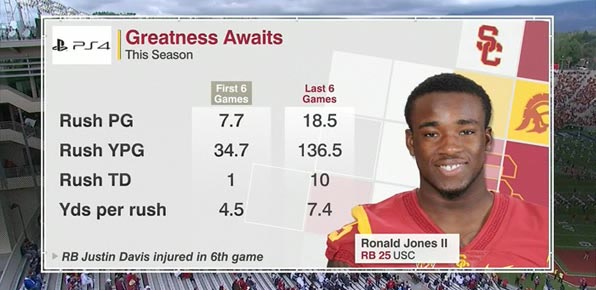 PS4
Greatness Awaits
This Season
First 6 Games
Last 6 Games
Rush PG 7.7 18.5
Rush YPG 34.7 136.5
Rush TD 1 10
Yds per rush 4.5 7.4
RB Justin Davis injured in 6th game
Ronald Jones II
RB 25 USC
SC